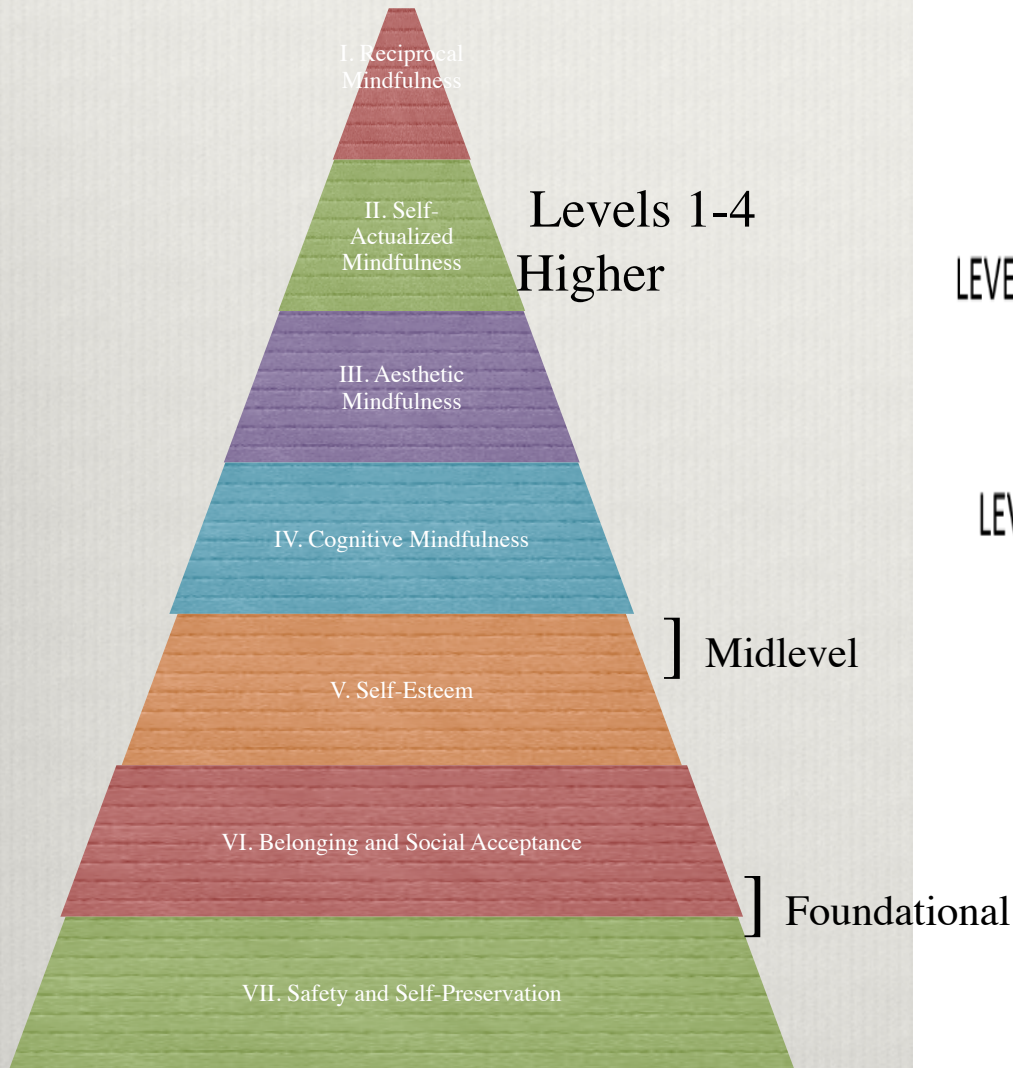 I. Reciprocal
Mindfulness
II. Self-
Actualized
Mindfulness
Levels 1-4
Higher
III. Aesthetic
Mindfulness
IV. Cognitive Mindfulness
] Midlevel
V. Self-Esteem
VI. Belonging and Social Acceptance
] Foundational
VII. Safety and Self-Preservation